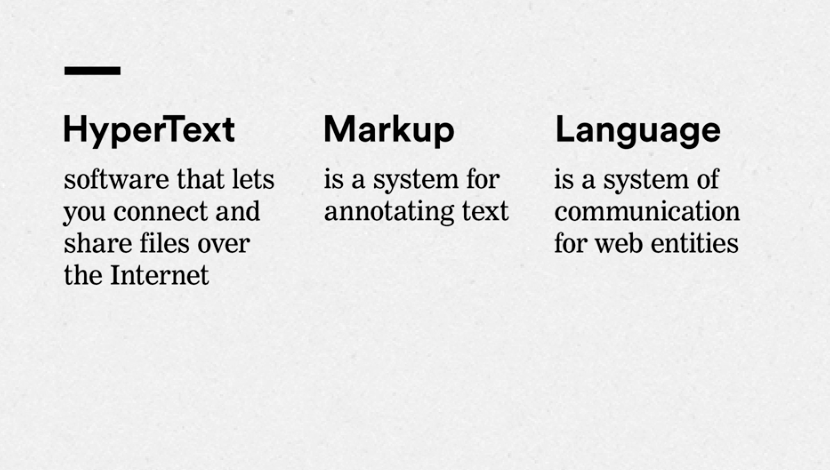 HyperText
software that lets
you connect and
share files over
the Internet
Markup
is a system for
annotating text
Language
is a system of
communication
for web entities